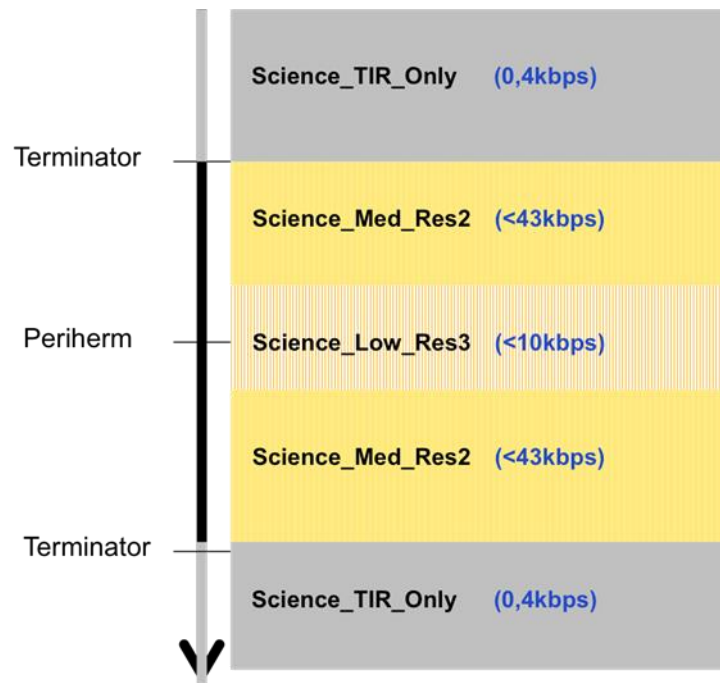 Science_TIR_Only (0,4kbps)
Terminator
Science_Med_Res2 (<43kbps)
Periherm
Science_Low_Res3 (<10kbps)
Science_Med_Res2 (<43kbps)
Terminator
Science_TIR_Only (0,4kbps)